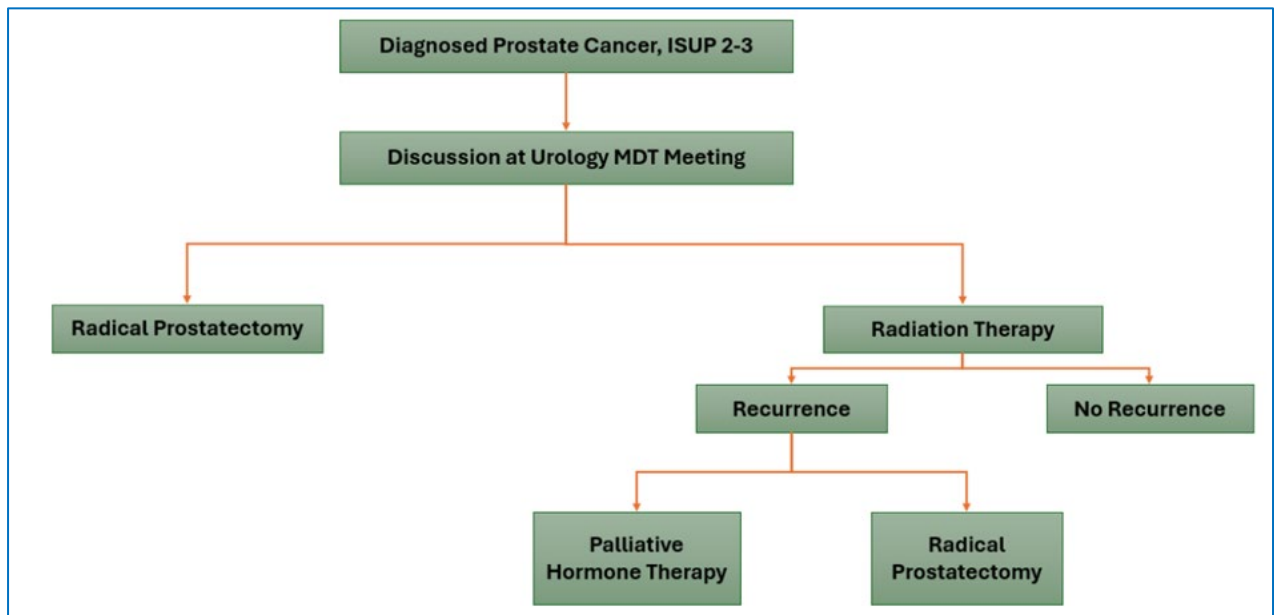 Diagnosed Prostate Cancer, ISUP 2-3
Discussion at Urology MDT Meeting
Radical Prostatectomy
Radiation Therapy
Recurrence
No Recurrence
Palliative
Hormone Therapy
Radical
Prostatectomy